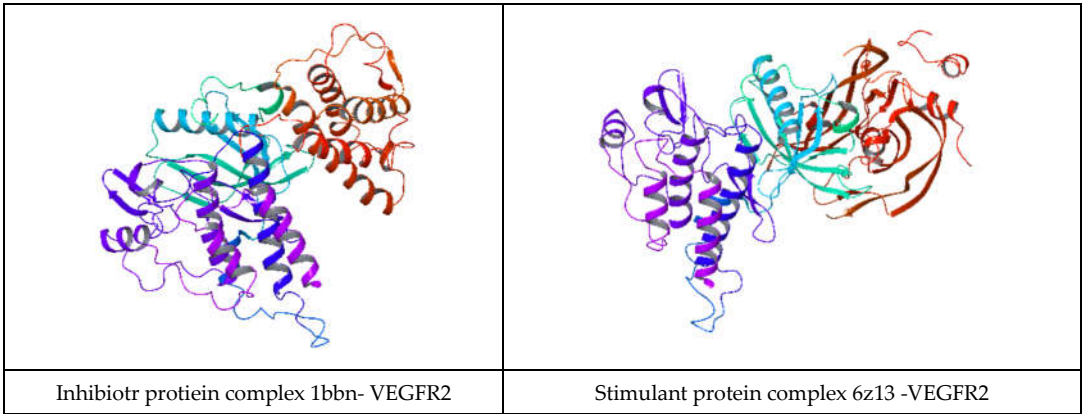 Inhibiotr protiein complex 1bbn- VEGFR2
Stimulant protein complex 6z13 -VEGFR2